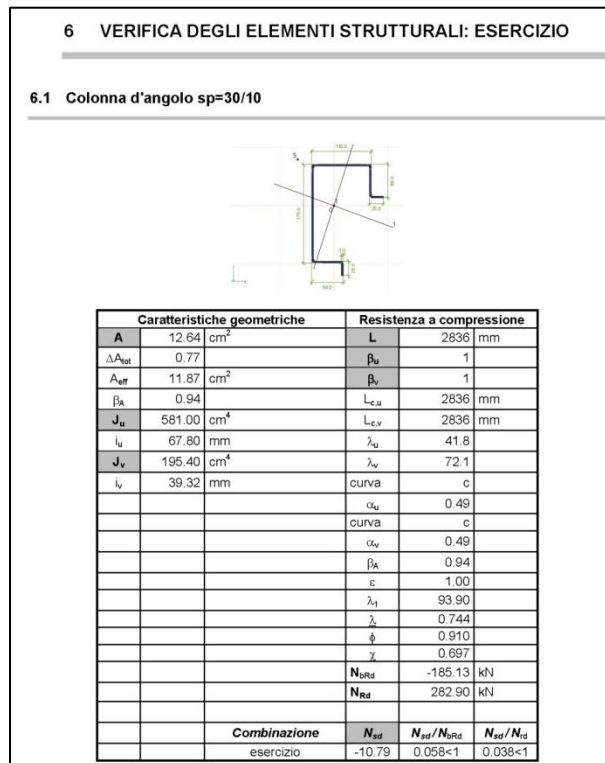 6 VERIFICA DEGLI ELEMENTI STRUTTURALI: ESERCIZIO
6.1 Colonna d'angolo sp=30/10
Caratteristiche geometriche Resistenza a compressione
A 12.64 cm² L 2836 mm
ΔAtot 0.77 βu 1
Aeff 11.87 cm² βv 1
βA 0.94 Lc,u 2836 mm
Ju 581.00 cm⁴ Lc,v 2836 mm
iu 67.80 mm λu 41.8
Jv 195.40 cm⁴ λv 72.1
iv 39.32 mm curva c
αu 0.49
curva c
αv 0.49
βA 0.94
ε 1.00
λ1 93.90
λ 0.744
ϕ 0.910
χ 0.697
NbRd -185.13 kN
NRd 282.90 kN
Combinazione Nsd Nsd/NbRd Nsd/Nrd
esercizio -10.79 0.058<1 0.038<1